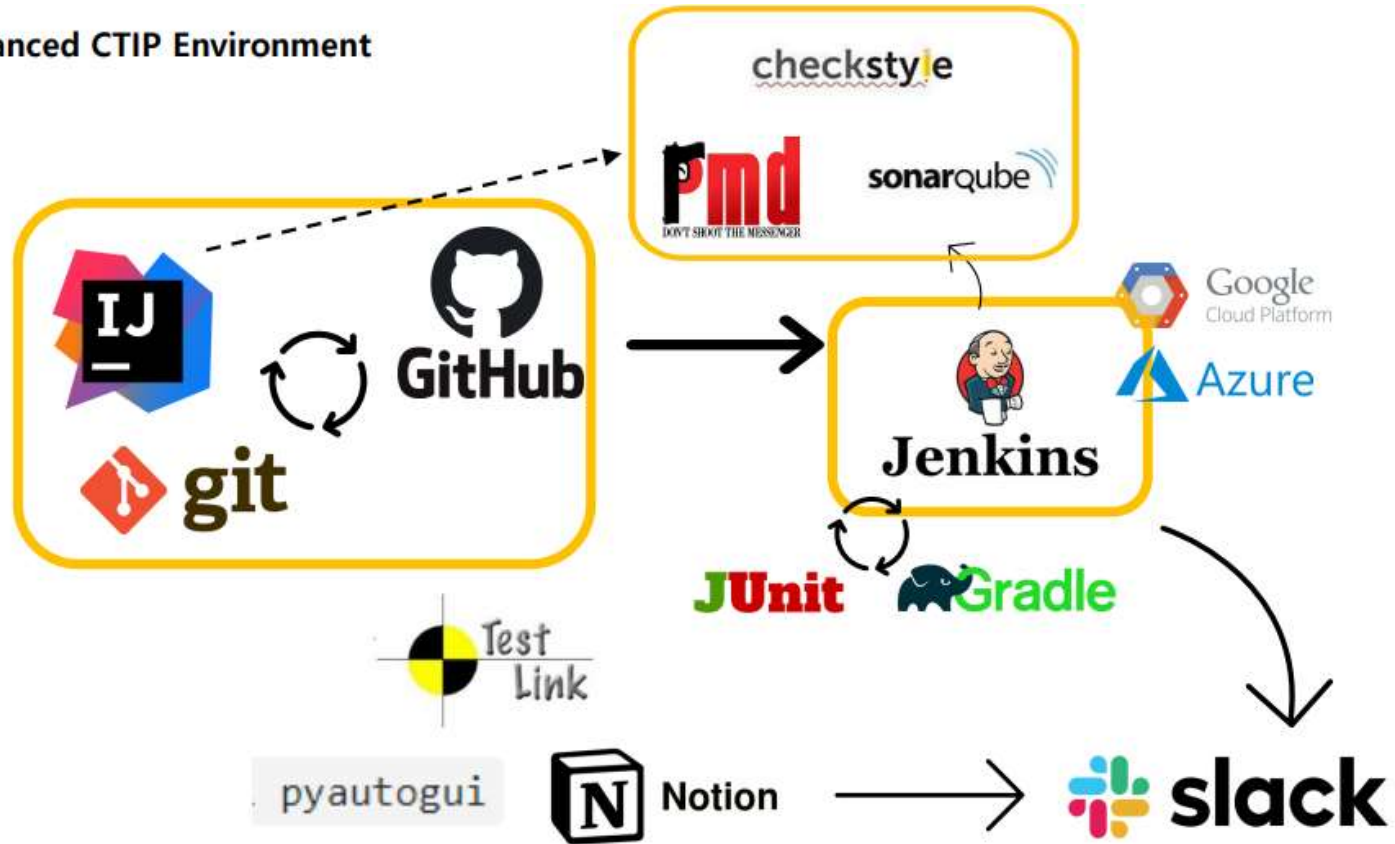 anced CTIP Environment
checkstyle
pmd
DON'T SHOOT THE MESSENGER
sonarqube
IJ
GitHub
git
Google
Cloud Platform
Azure
Jenkins
JUnit
Gradle
Test
Link
. pyautogui
N
Notion
slack